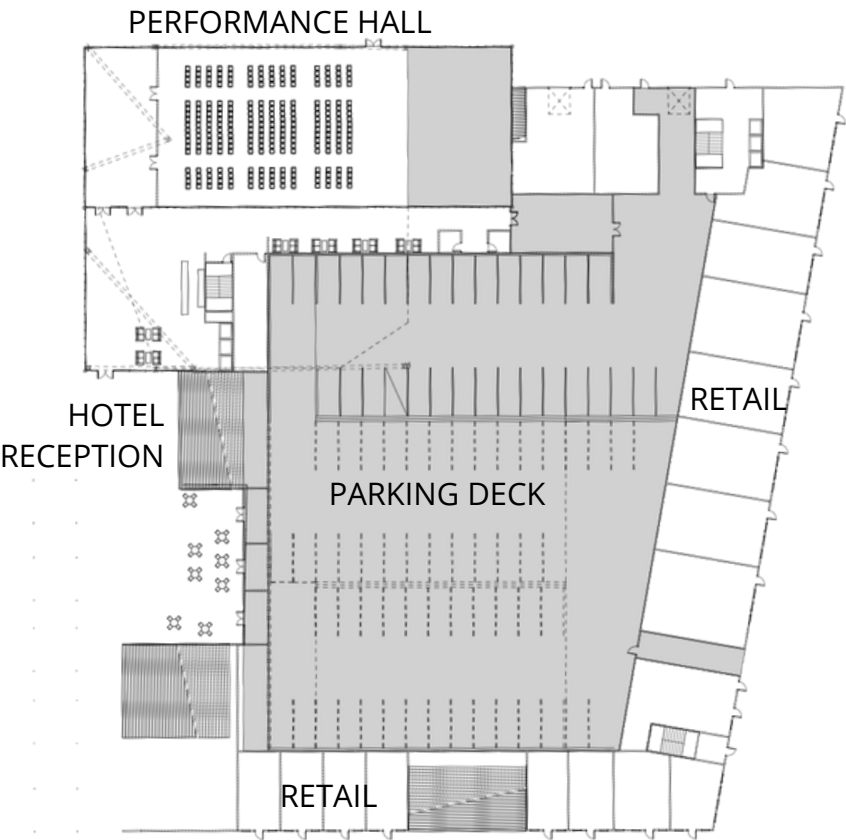 PERFORMANCE HALL
RETAIL
HOTEL
RECEPTION
PARKING DECK
RETAIL